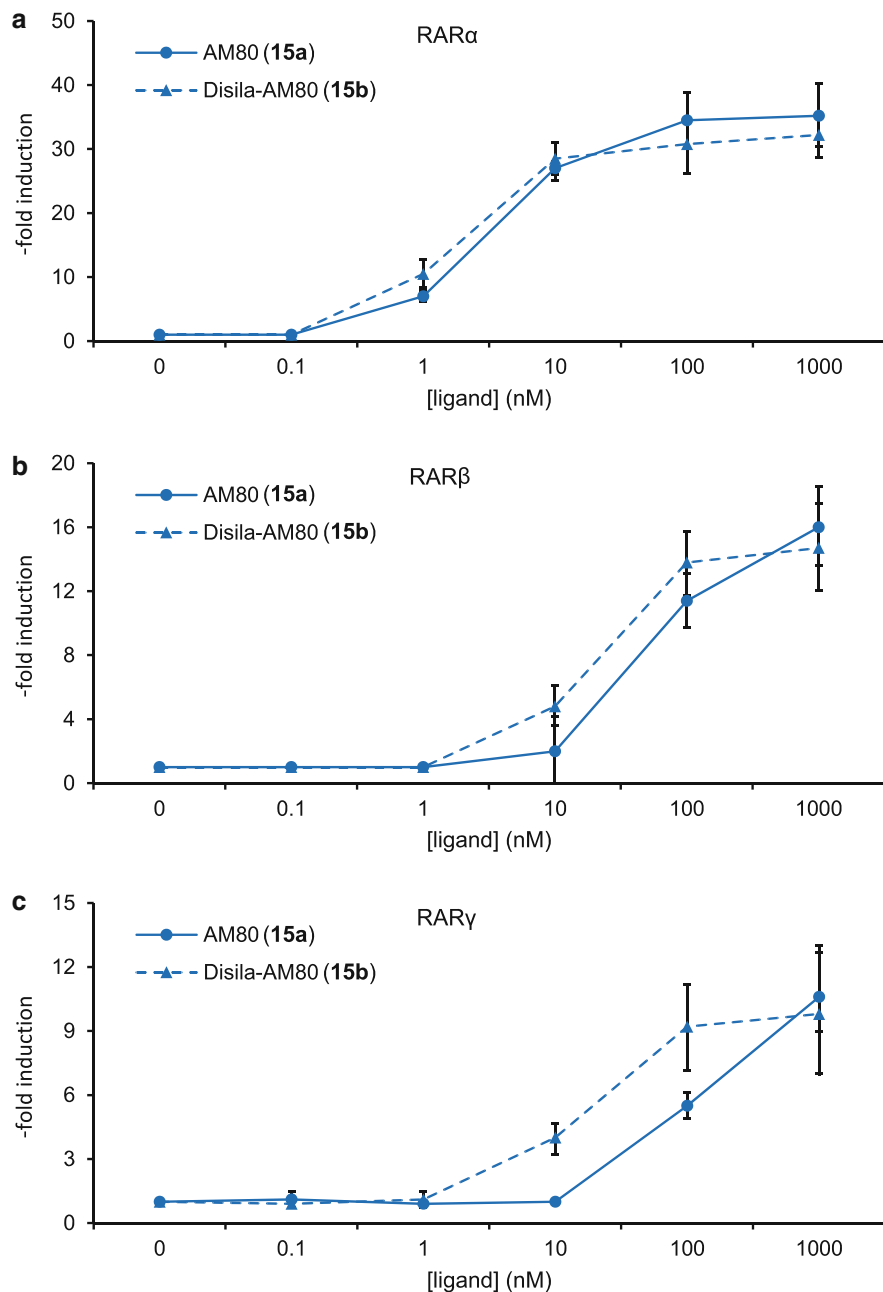 a
50
40
30
20
10
0
-fold induction
RARα
AM80 (15a)
Disila-AM80 (15b)
0 0.1 1 10 100 1000
[ligand] (nM)
b
20
16
12
8
4
0
-fold induction
RARβ
AM80 (15a)
Disila-AM80 (15b)
0 0.1 1 10 100 1000
[ligand] (nM)
c
15
12
9
6
3
0
-fold induction
RARγ
AM80 (15a)
Disila-AM80 (15b)
0 0.1 1 10 100 1000
[ligand] (nM)